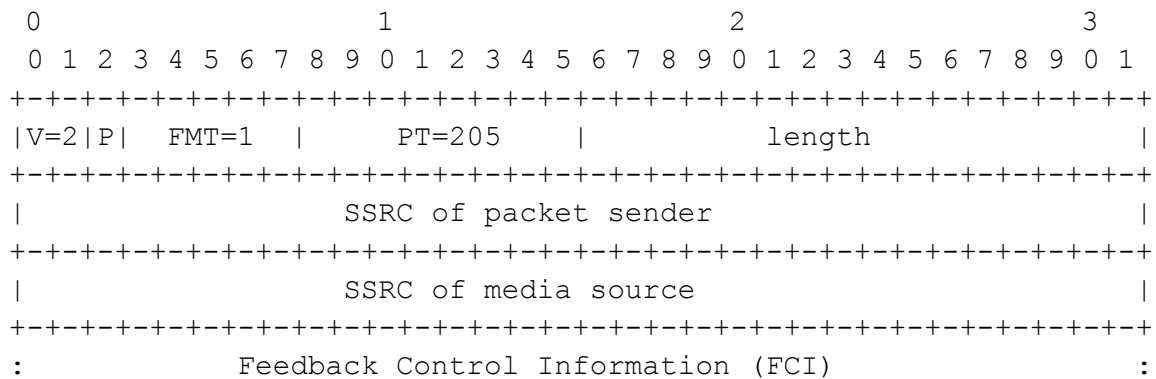 0                   1                   2                   3
 0 1 2 3 4 5 6 7 8 9 0 1 2 3 4 5 6 7 8 9 0 1 2 3 4 5 6 7 8 9 0 1
+-+-+-+-+-+-+-+-+-+-+-+-+-+-+-+-+-+-+-+-+-+-+-+-+-+-+-+-+-+-+-+-+
|V=2|P|  FMT=1  |     PT=205    |          length               |
+-+-+-+-+-+-+-+-+-+-+-+-+-+-+-+-+-+-+-+-+-+-+-+-+-+-+-+-+-+-+-+-+
|                  SSRC of packet sender                        |
+-+-+-+-+-+-+-+-+-+-+-+-+-+-+-+-+-+-+-+-+-+-+-+-+-+-+-+-+-+-+-+-+
|                  SSRC of media source                         |
+-+-+-+-+-+-+-+-+-+-+-+-+-+-+-+-+-+-+-+-+-+-+-+-+-+-+-+-+-+-+-+-+
:            Feedback Control Information (FCI)                 :